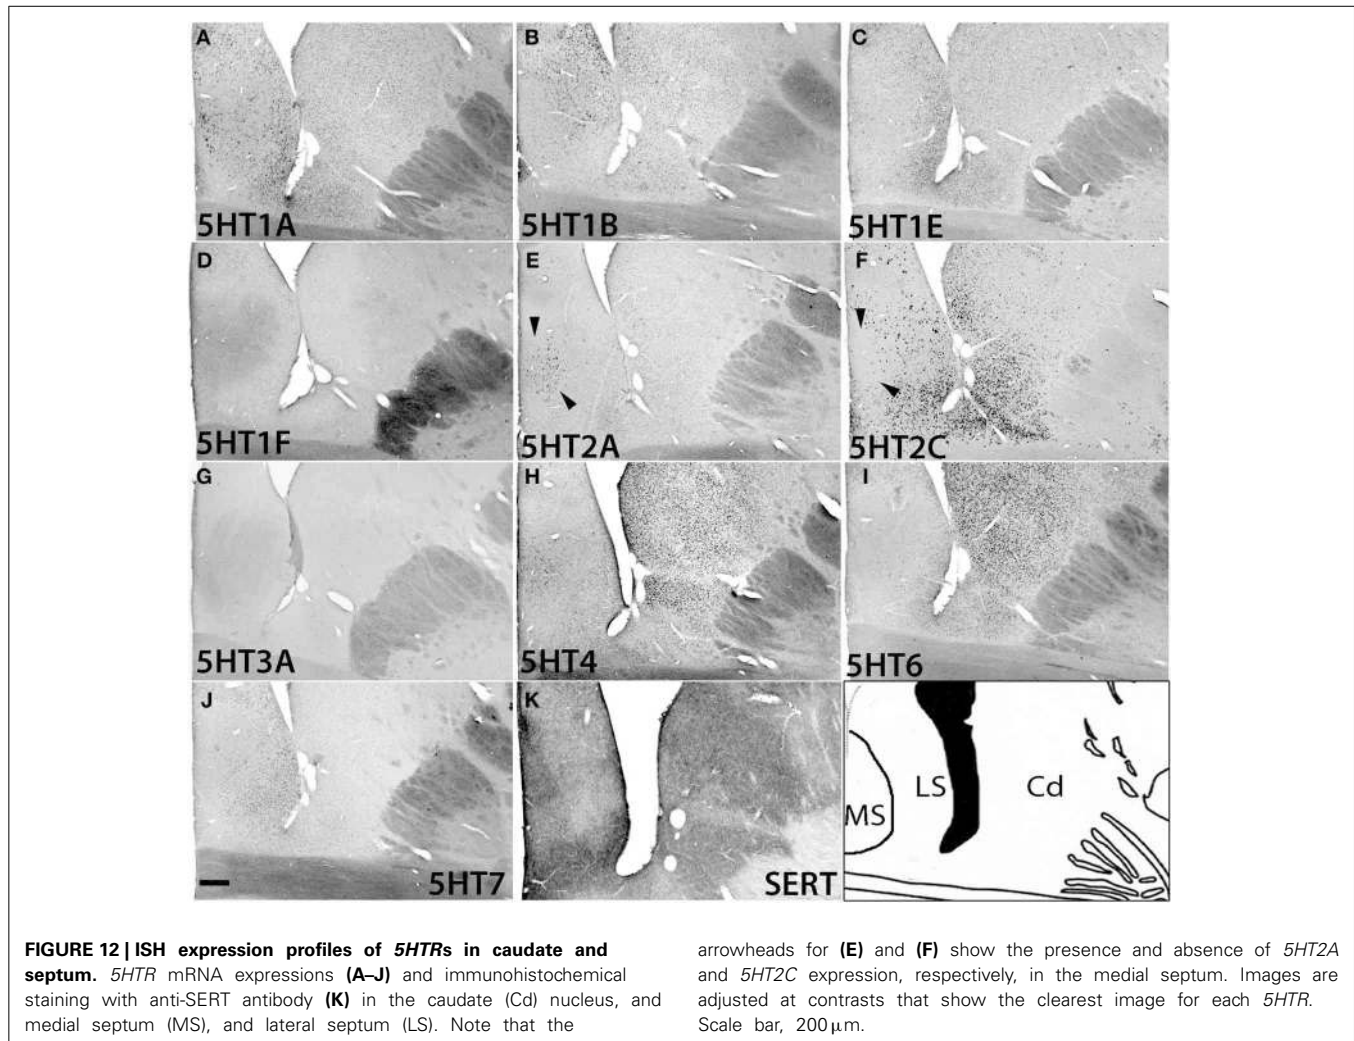 A
5HT1A
B
5HT1B
C
5HT1E
D
5HT1F
E
5HT2A
F
5HT2C
G
5HT3A
H
5HT4
I
5HT6
J
5HT7
K
SERT
MS
LS
Cd
FIGURE 12 | ISH expression profiles of 5HTRs in caudate and
septum. 5HTR mRNA expressions (A–J) and immunohistochemical
staining with anti-SERT antibody (K) in the caudate (Cd) nucleus, and
medial septum (MS), and lateral septum (LS). Note that the
arrowheads for (E) and (F) show the presence and absence of 5HT2A
and 5HT2C expression, respectively, in the medial septum. Images are
adjusted at contrasts that show the clearest image for each 5HTR.
Scale bar, 200 μm.